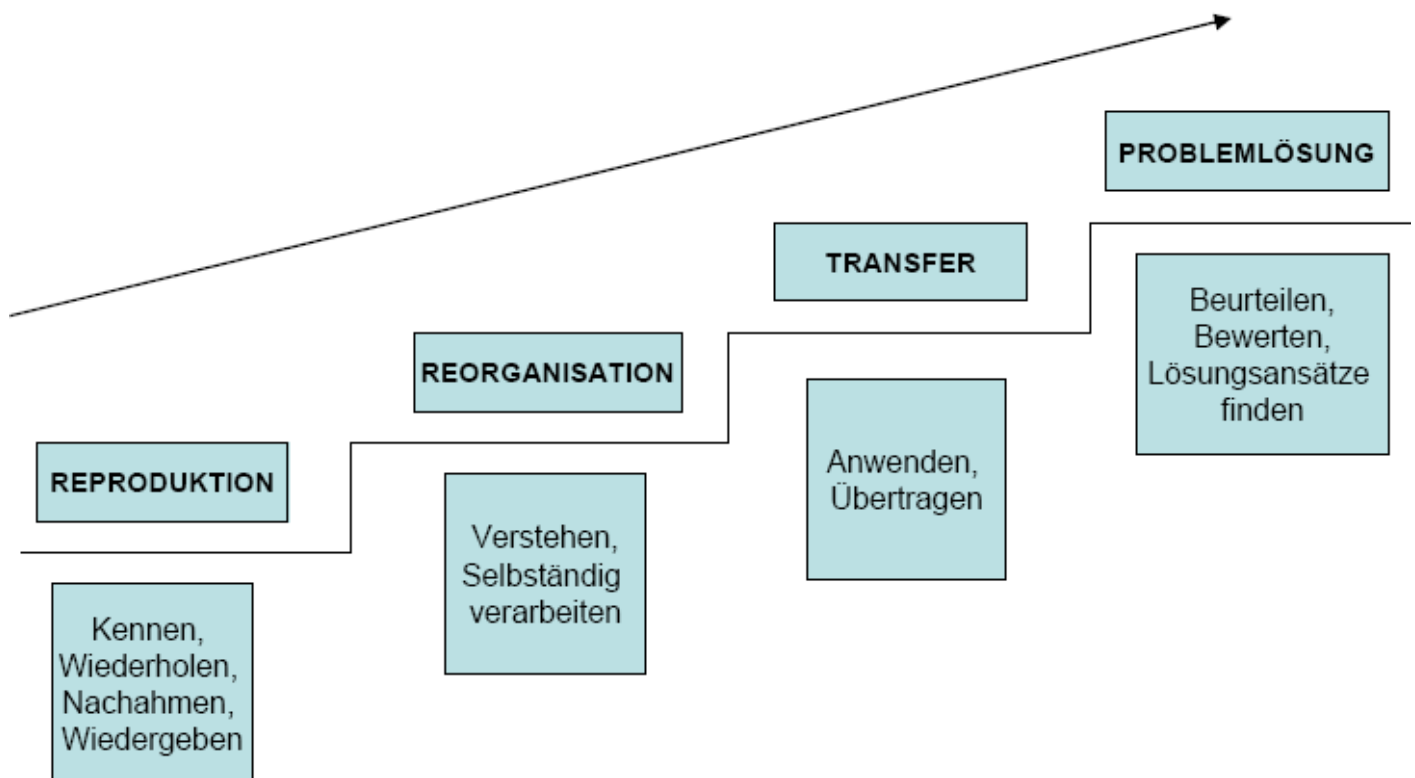 REPRODUKTION
Kennen,
Wiederholen,
Nachahmen,
Wiedergeben
REORGANISATION
Verstehen,
Selbständig
verarbeiten
TRANSFER
Anwenden,
Übertragen
PROBLEMLÖSUNG
Beurteilen,
Bewerten,
Lösungsansätze
finden